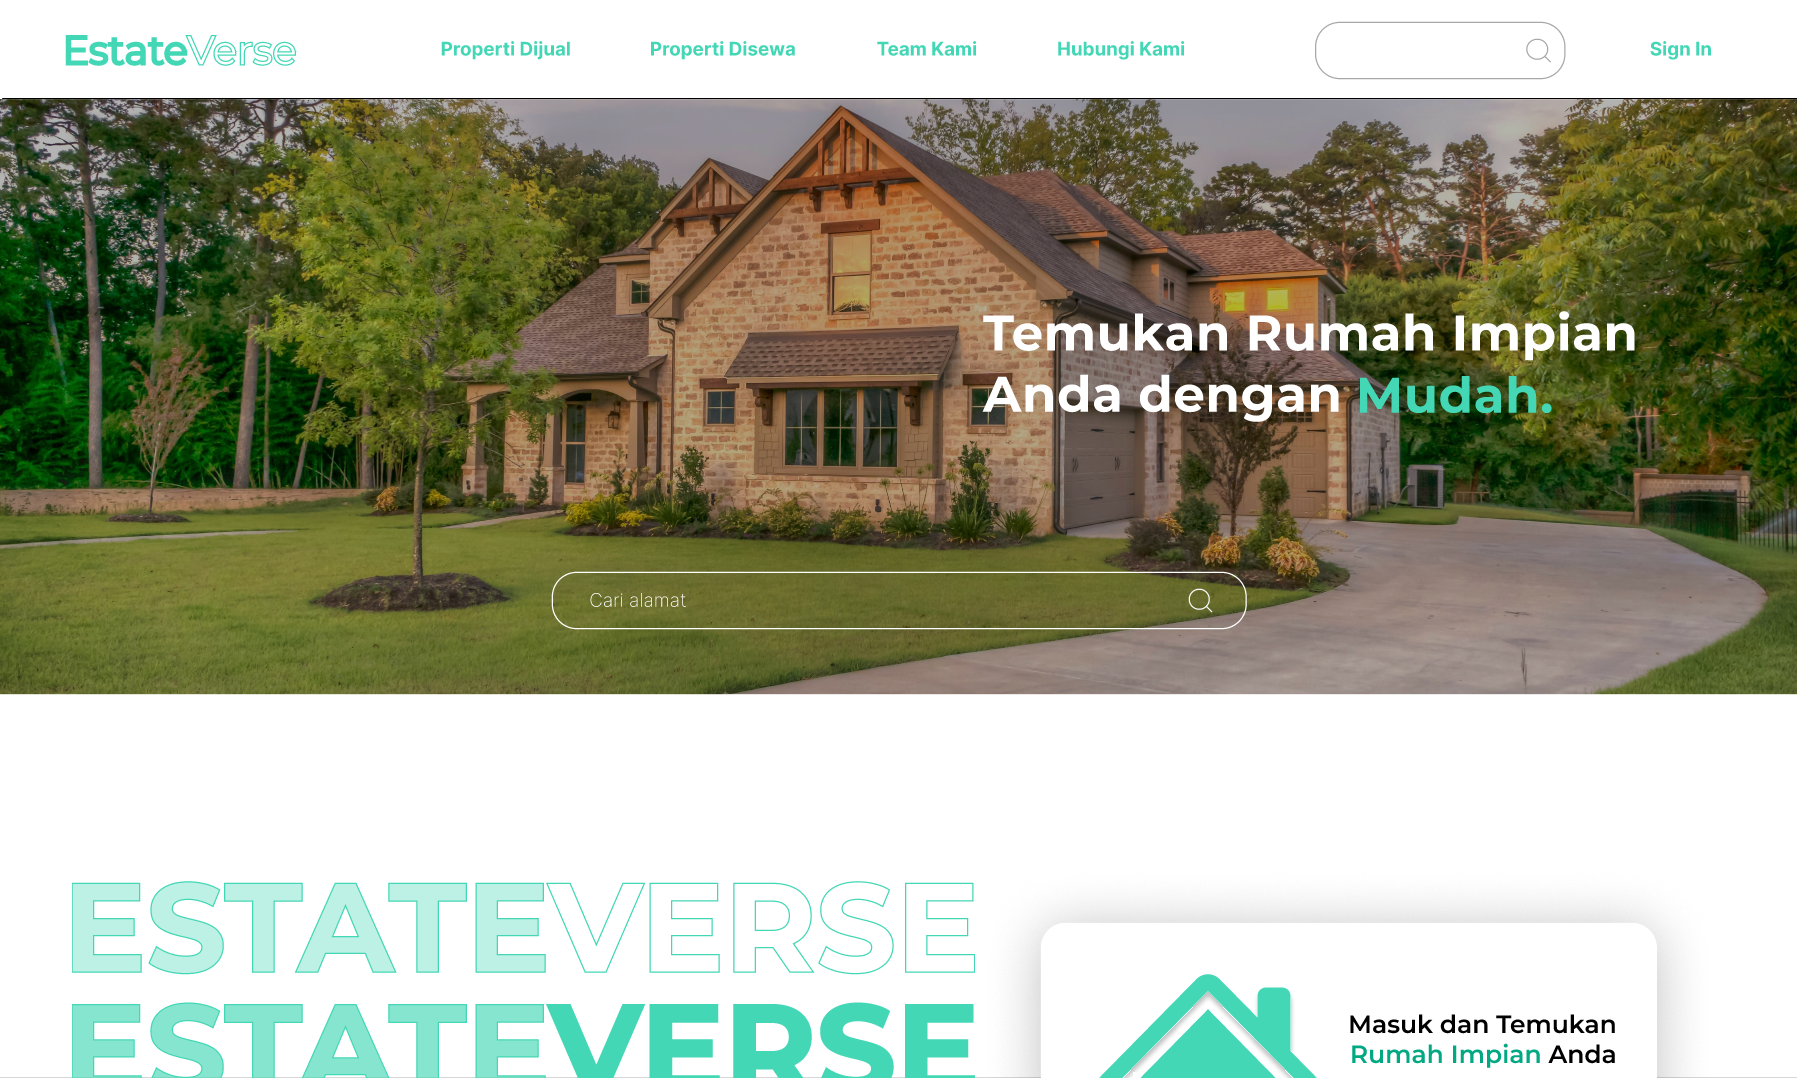 EstateVerse
Properti Dijual
Properti Disewa
Team Kami
Hubungi Kami
Sign In
Temukan Rumah Impian
Anda dengan Mudah.
Cari alamat
ESTATEVERSE
ESTATEVERSE
Masuk dan Temukan
Rumah Impian Anda